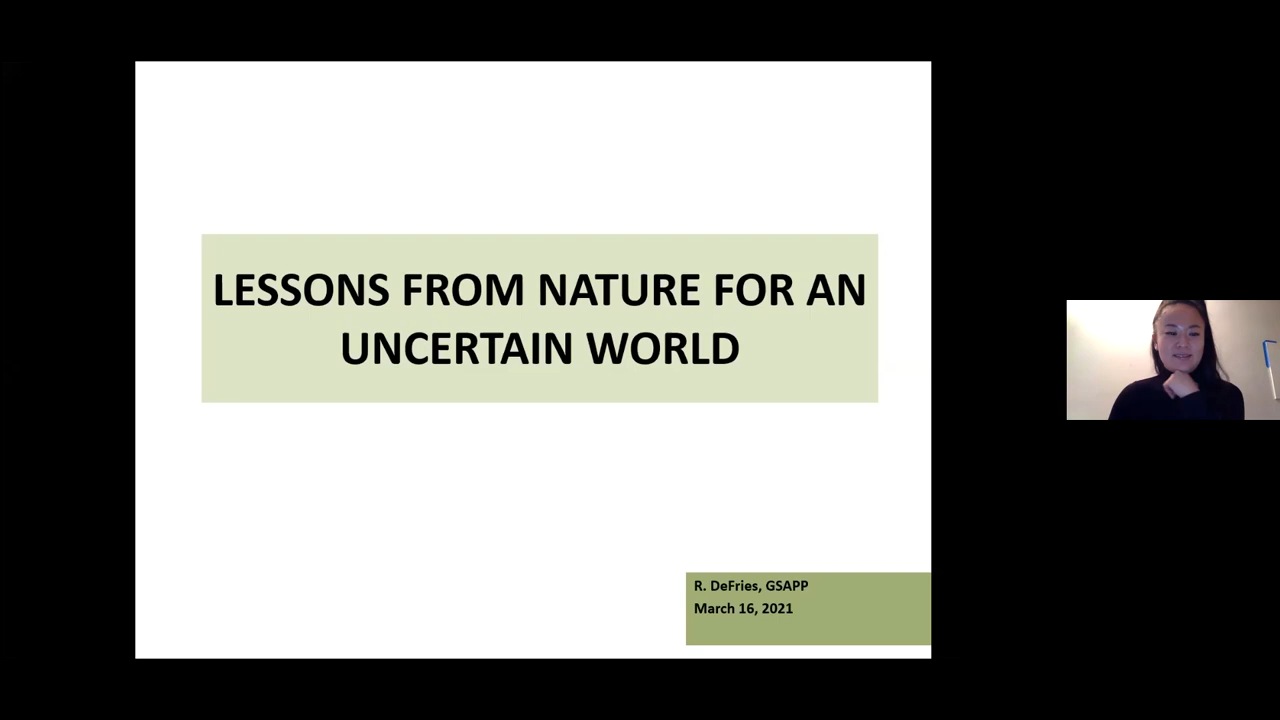 LESSONS FROM NATURE FOR AN
UNCERTAIN WORLD
R. DeFries, GSAPP
March 16, 2021